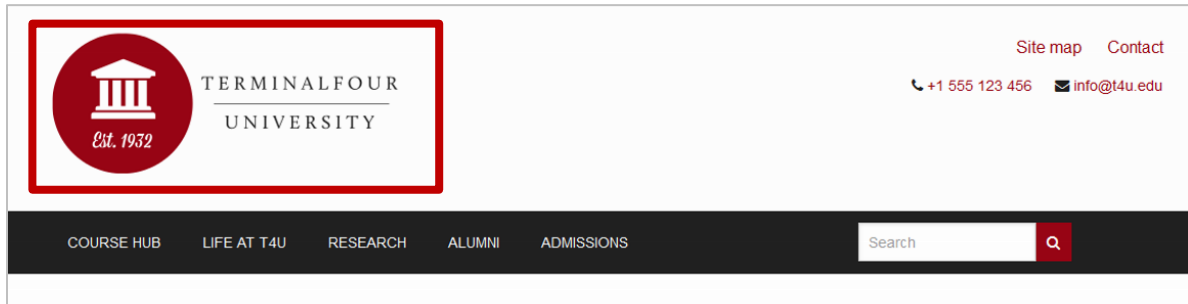 Site map Contact
+1 555 123 456 info@t4u.edu
TERMINALFOUR
UNIVERSITY
Est. 1932
COURSE HUB LIFE AT T4U RESEARCH ALUMNI ADMISSIONS Search